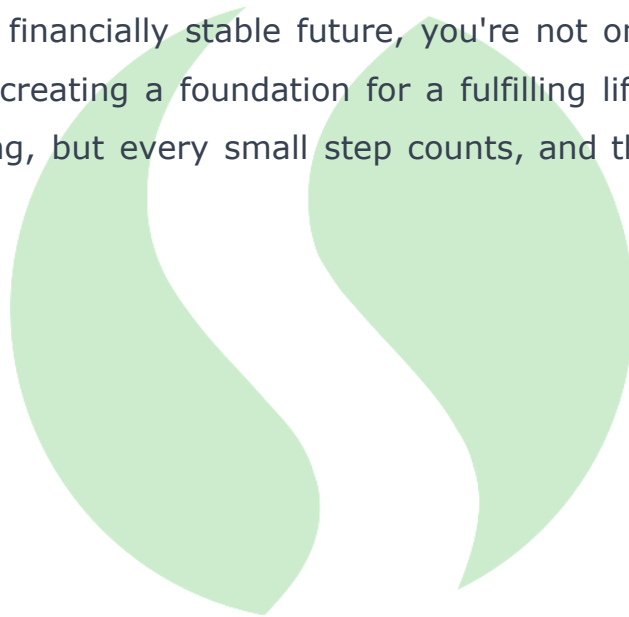 financially stable future, you're not
creating a foundation for a fulfilling
but every small step counts, and